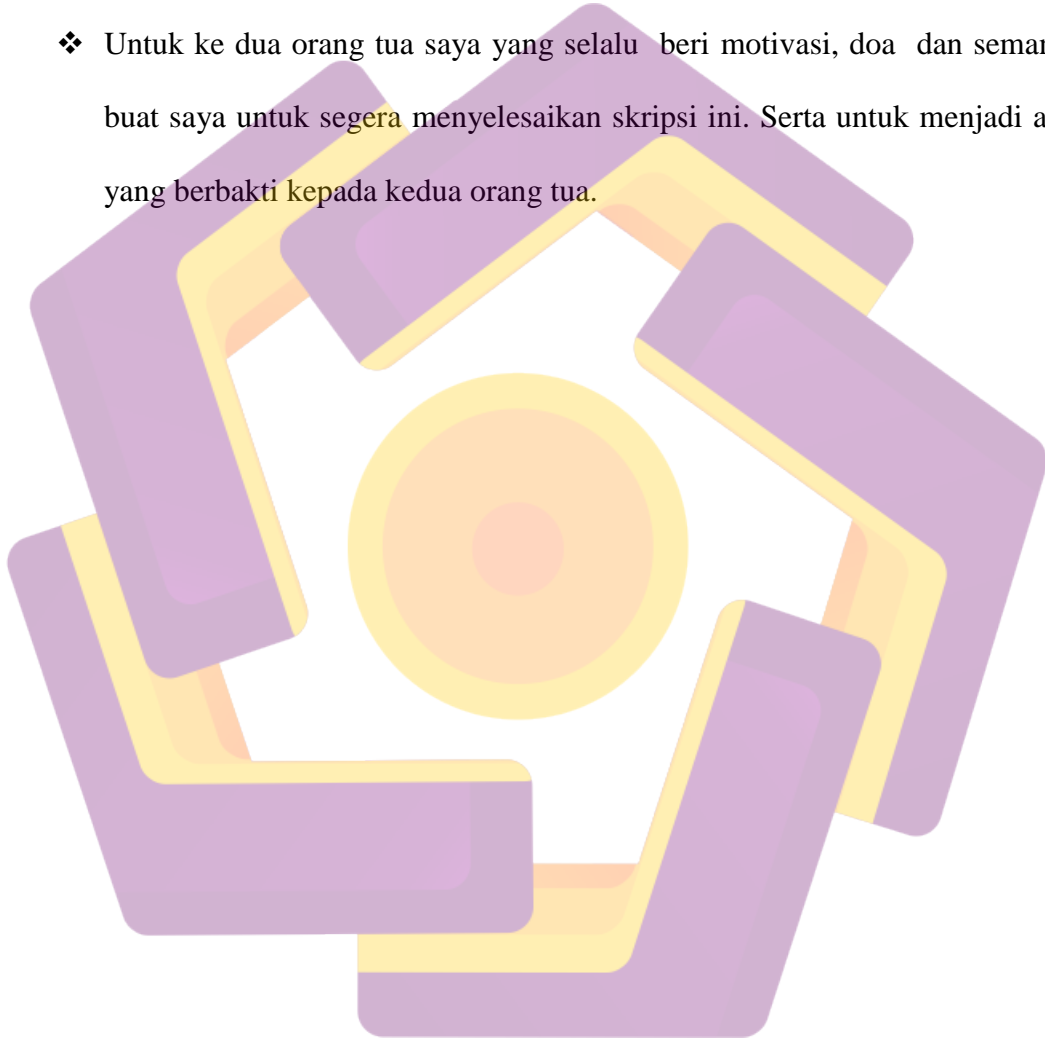 ❖ Untuk ke dua orang tua saya yang selalu beri motivasi, doa dan
buat saya untuk segera menyelesaikan skripsi ini. Serta untuk menjadi
yang berbakti kepada kedua orang tua.